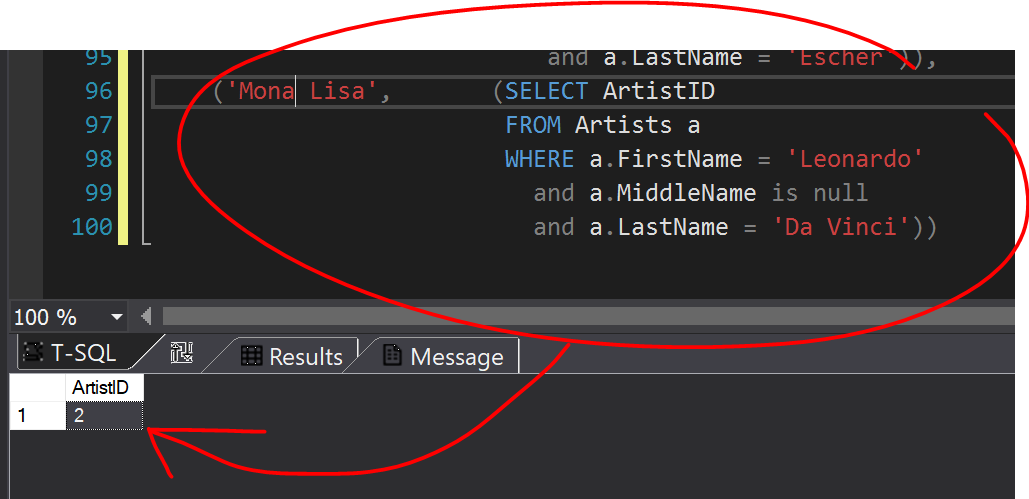 95 and a.LastName = 'Escher')),
96 ('Mona Lisa', (SELECT ArtistID
97 FROM Artists a
98 WHERE a.FirstName = 'Leonardo'
99 and a.MiddleName is null
100 and a.LastName = 'Da Vinci'))
100 %
T-SQL Results Message
ArtistID
1 2